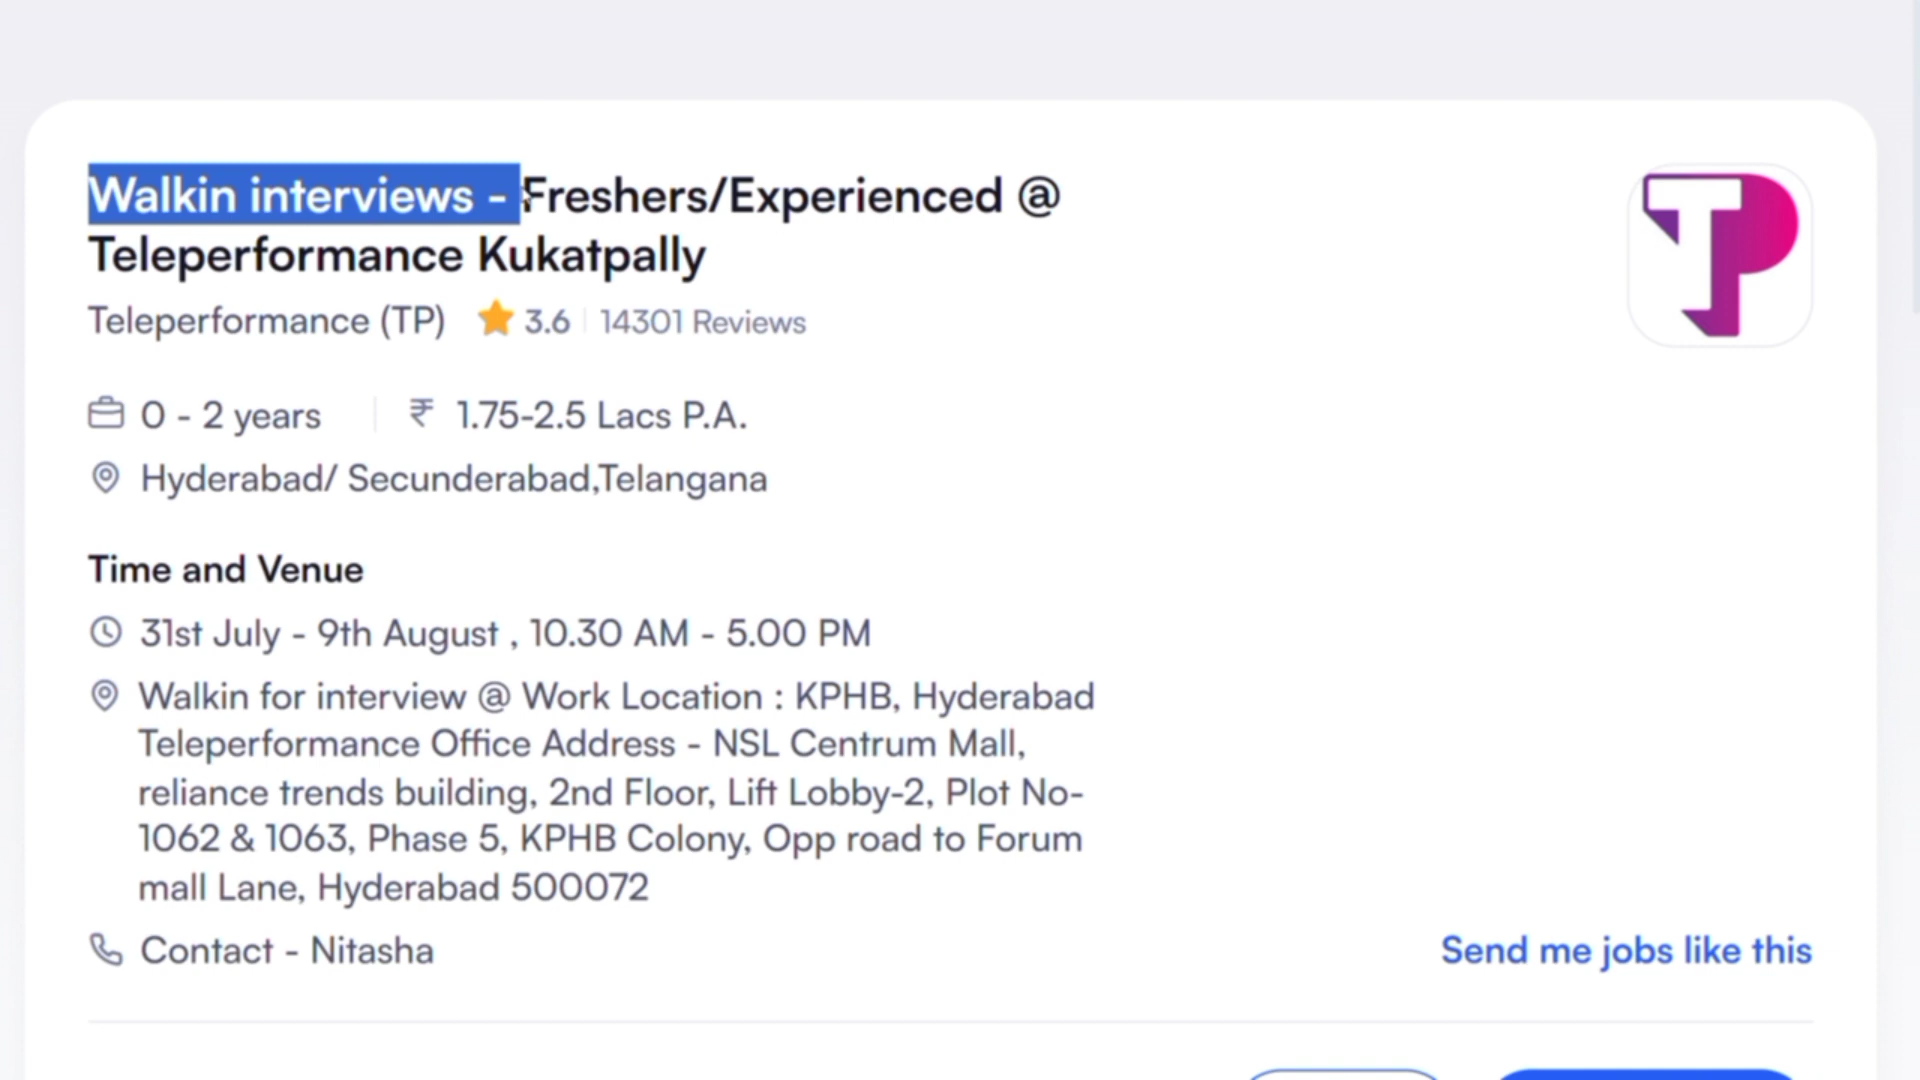 Walkin interviews - Freshers/Experienced @
Teleperformance Kukatpally
Teleperformance (TP) 3.6 14301 Reviews
0 - 2 years ₹ 1.75-2.5 Lacs P.A.
Hyderabad/ Secunderabad,Telangana
Time and Venue
31st July - 9th August , 10.30 AM - 5.00 PM
Walkin for interview @ Work Location : KPHB, Hyderabad
Teleperformance Office Address - NSL Centrum Mall,
reliance trends building, 2nd Floor, Lift Lobby-2, Plot No-
1062 & 1063, Phase 5, KPHB Colony, Opp road to Forum
mall Lane, Hyderabad 500072
Contact - Nitasha
Send me jobs like this
TP